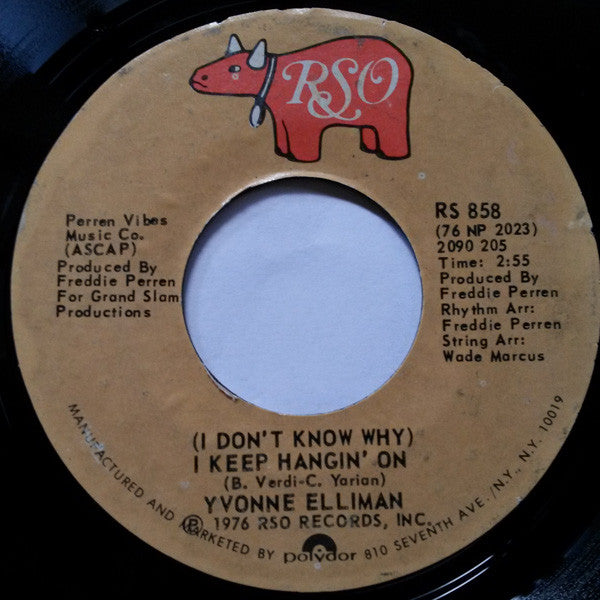 RSO
Perren Vibes
Music Co.
(ASCAP)
Produced By
Freddie Perren
For Grand Slam
Productions
RS 858
(76 NP 2023)
2090 205
Time: 2:55
Produced By
Freddie Perren
Rhythm Arr:
Freddie Perren
String Arr:
Wade Marcus
(I DON'T KNOW WHY)
I KEEP HANGIN' ON
(B. Verdi-C. Yarian)
YVONNE ELLIMAN
Ⓟ 1976 RSO RECORDS, INC.
MANUFACTURED AND MARKETED BY polydor 810 SEVENTH AVE./N.Y., N.Y. 10019